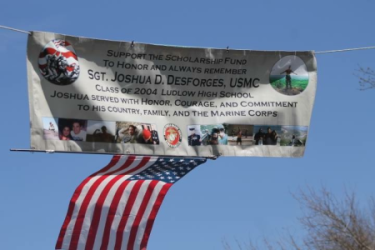 Support the Scholarship Fund
To Honor and always remember
Sgt. Joshua D. Desforges, USMC
Class of 2004 Ludlow High School
Joshua served with Honor, Courage, and Commitment
to his country, family, and The Marine Corps